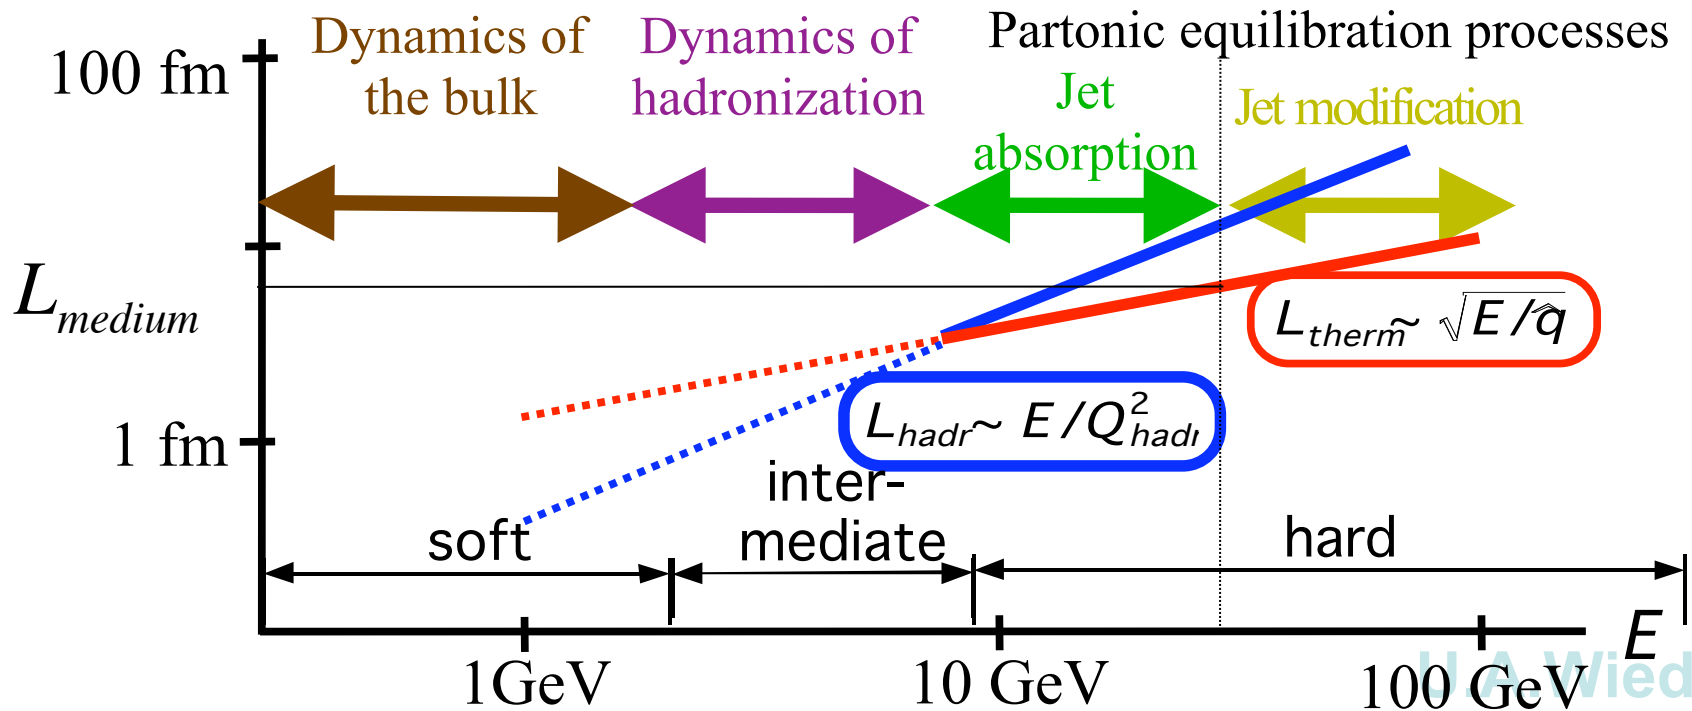 Dynamics of
the bulk
Dynamics of
hadronization
Partonic equilibration processes
Jet
absorption
Jet modification
100 fm
L_medium
1 fm
L_therm ~ √E/q̂
L_hadr ~ E/Q²_hadr
soft
inter-
mediate
hard
1GeV
10 GeV
100 GeV
E
U.A.Wied